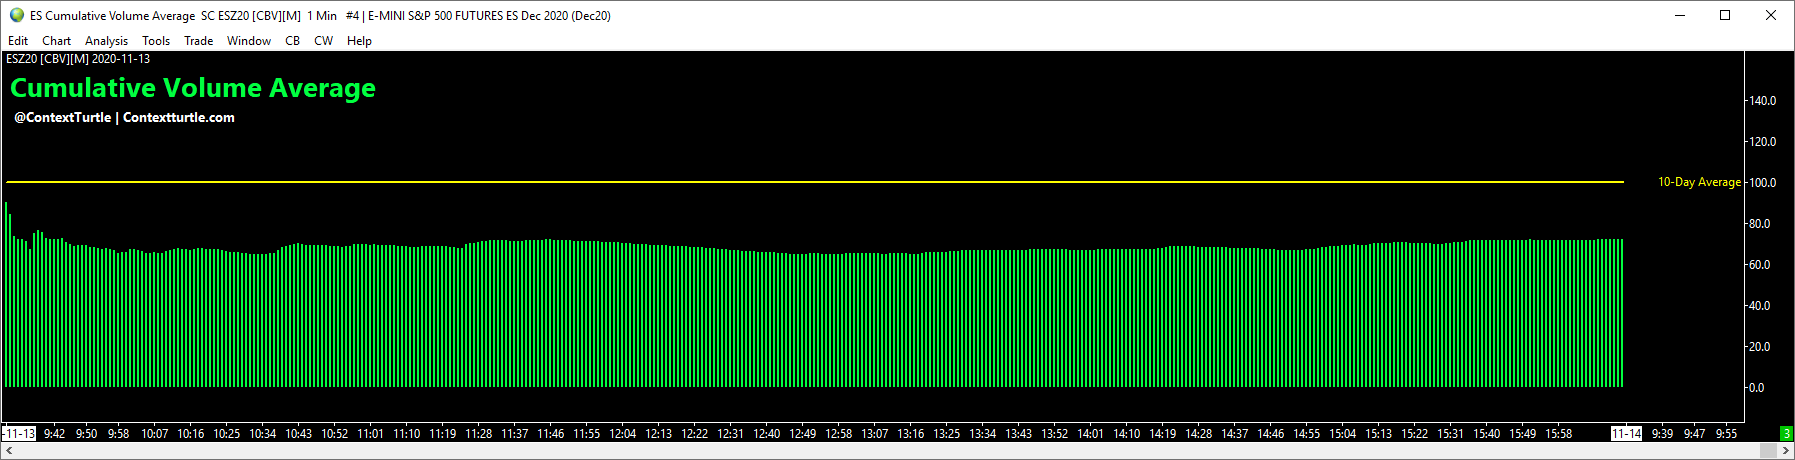 ES Cumulative Volume Average  SC ESZ20 [CBV][M]  1 Min   #4 | E-MINI S&P 500 FUTURES ES Dec 2020 (Dec20)
Edit Chart Analysis Tools Trade Window CB CW Help
ESZ20 [CBV][M] 2020-11-13
Cumulative Volume Average
@ContextTurtle | Contextturtle.com
140.0
120.0
10-Day Average 100.0
80.0
60.0
40.0
20.0
0.0
-11-13 9:42 9:50 9:58 10:07 10:16 10:25 10:34 10:43 10:52 11:01 11:10 11:19 11:28 11:37 11:46 11:55 12:04 12:13 12:22 12:31 12:40 12:49 12:58 13:07 13:16 13:25 13:34 13:43 13:52 14:01 14:10 14:19 14:28 14:37 14:46 14:55 15:04 15:13 15:22 15:31 15:40 15:49 15:58 11-14 9:39 9:47 9:55 3